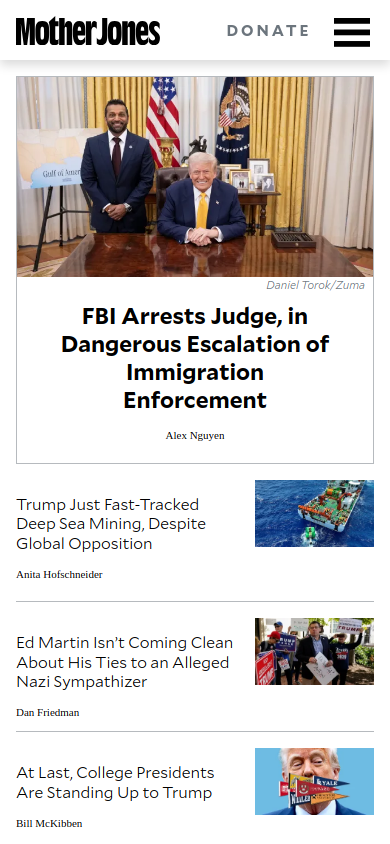 Mother Jones
DONATE
Gulf of Amer
Daniel Torok/Zuma
FBI Arrests Judge, in
Dangerous Escalation of
Immigration
Enforcement
Alex Nguyen
Trump Just Fast-Tracked
Deep Sea Mining, Despite
Global Opposition
Anita Hofschneider
Ed Martin Isn’t Coming Clean
About His Ties to an Alleged
Nazi Sympathizer
Dan Friedman
TRUMP
At Last, College Presidents
Are Standing Up to Trump
YALE
Bill McKibben